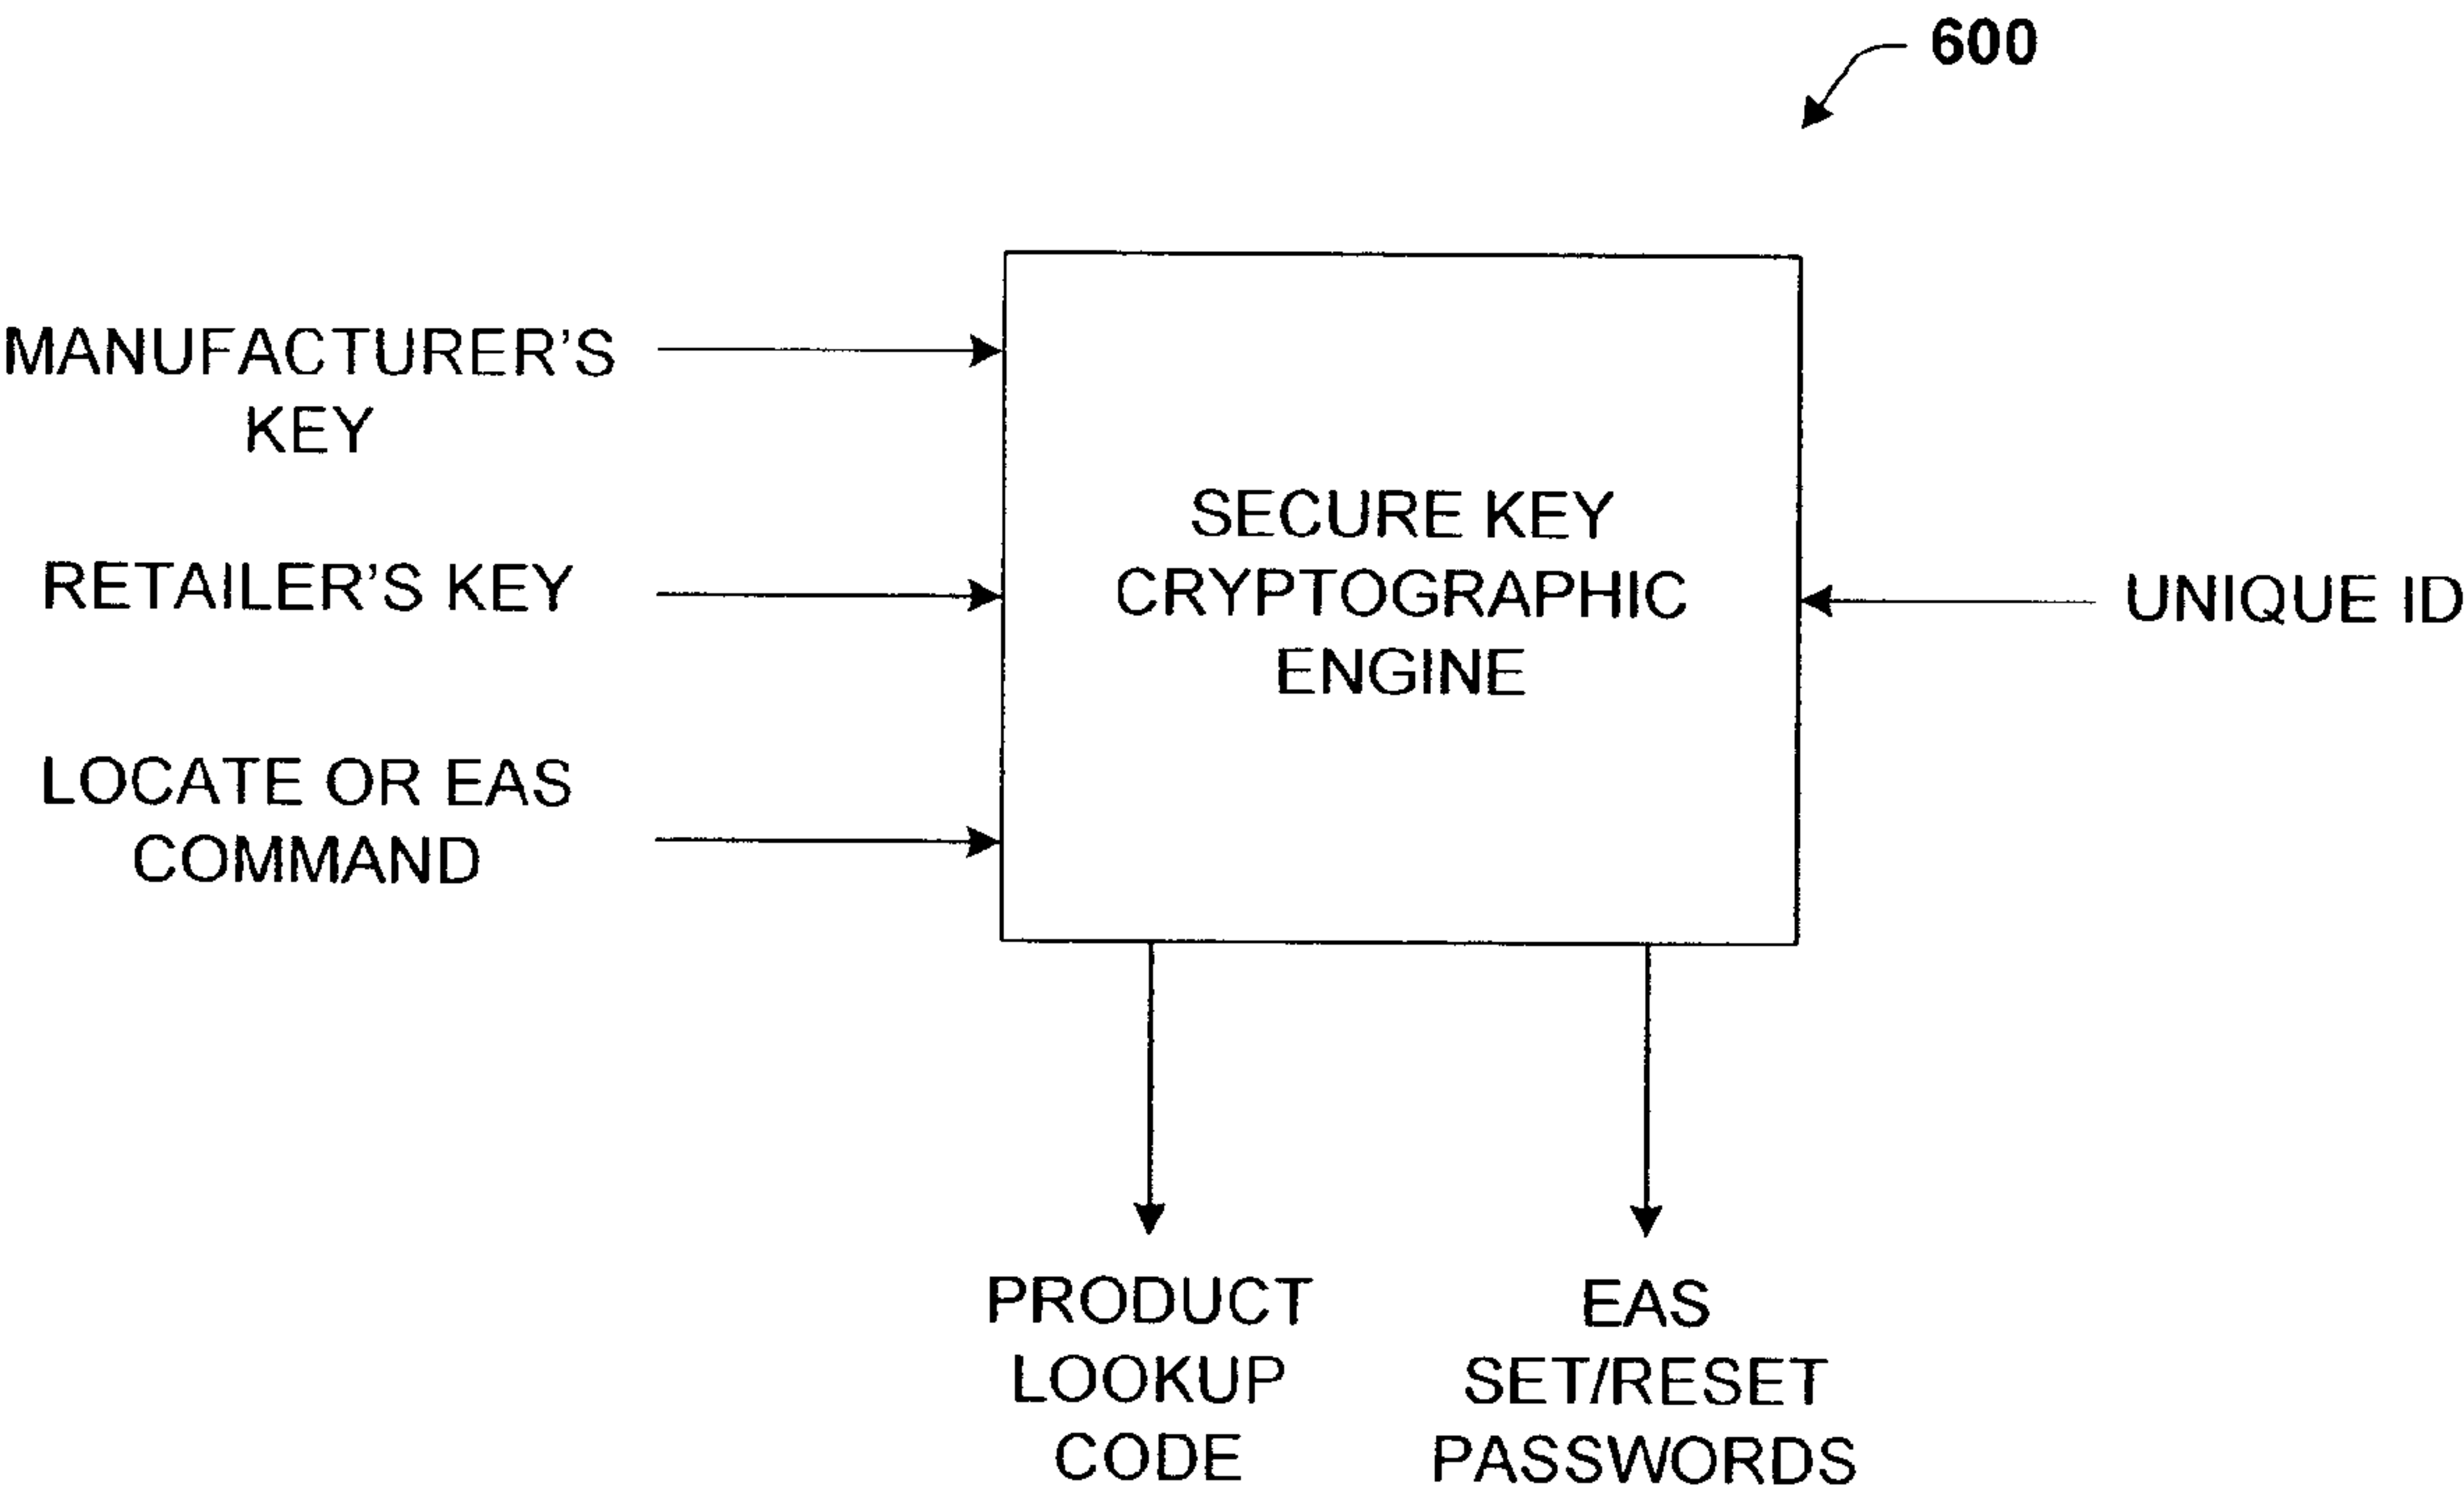 600
MANUFACTURER'S
KEY
RETAILER'S KEY
LOCATE OR EAS
COMMAND
SECURE KEY
CRYPTOGRAPHIC
ENGINE
UNIQUE ID
PRODUCT
LOOKUP
CODE
EAS
SET/RESET
PASSWORDS